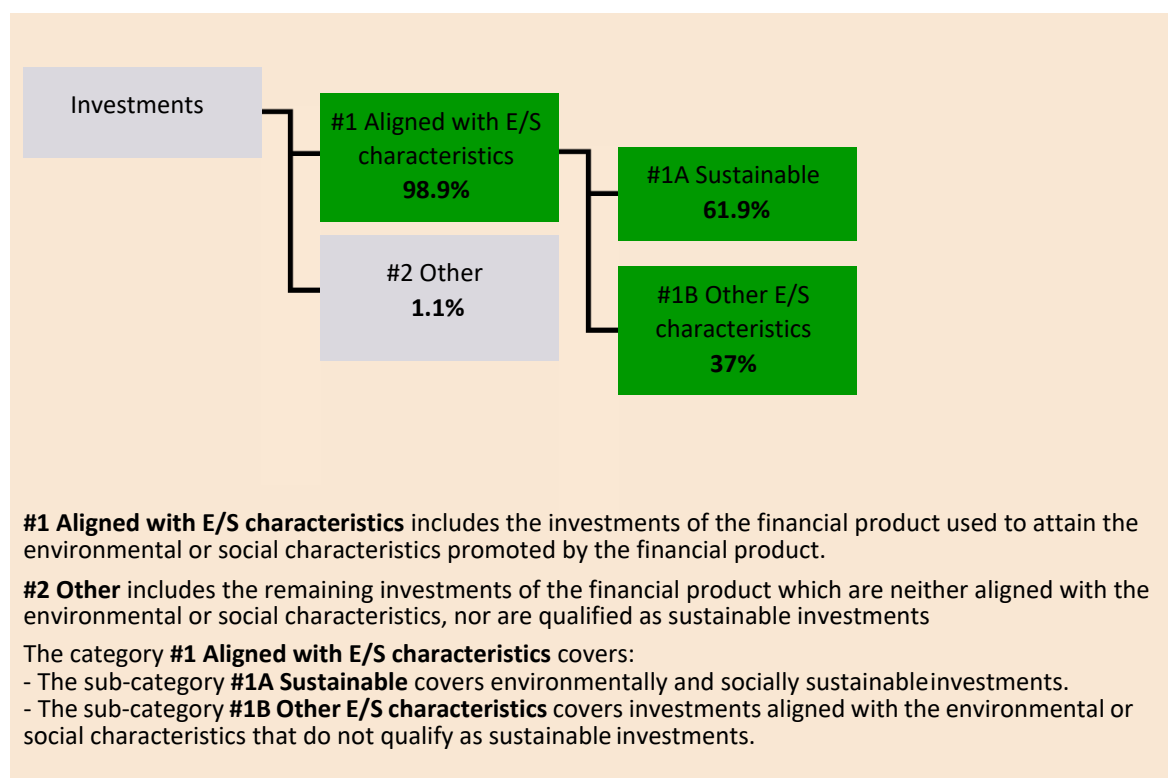 Investments
#1 Aligned with E/S
characteristics
98.9%
#2 Other
1.1%
#1A Sustainable
61.9%
#1B Other E/S
characteristics
37%
#1 Aligned with E/S characteristics includes the investments of the financial product used to attain the
environmental or social characteristics promoted by the financial product.
#2 Other includes the remaining investments of the financial product which are neither aligned with the
environmental or social characteristics, nor are qualified as sustainable investments
The category #1 Aligned with E/S characteristics covers:
- The sub-category #1A Sustainable covers environmentally and socially sustainable investments.
- The sub-category #1B Other E/S characteristics covers investments aligned with the environmental or
social characteristics that do not qualify as sustainable investments.